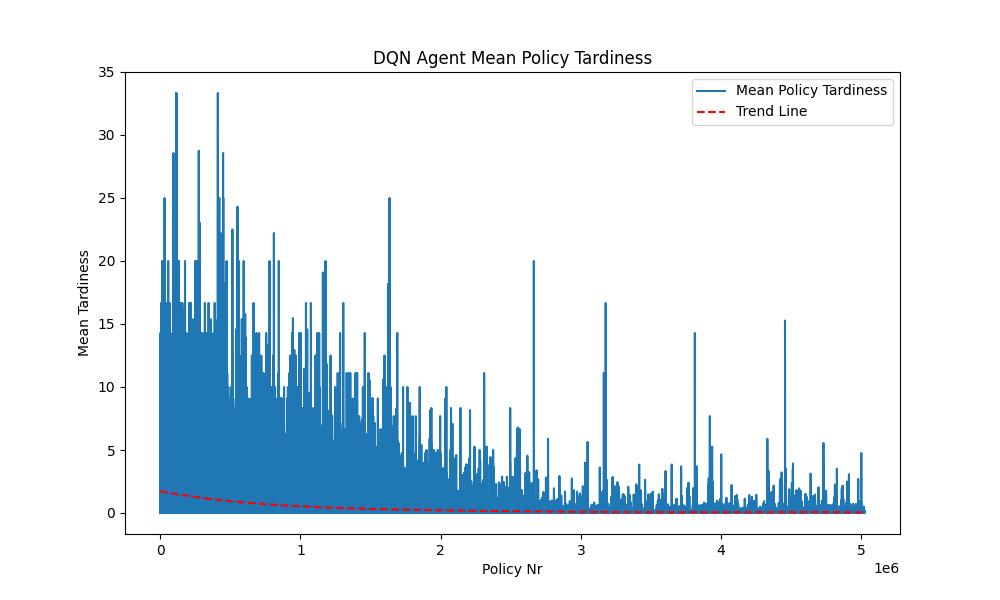 DQN Agent Mean Policy Tardiness
Mean Policy Tardiness
Trend Line
Mean Tardiness
35
30
25
20
15
10
5
0
0 1 2 3 4 5
1e6
Policy Nr